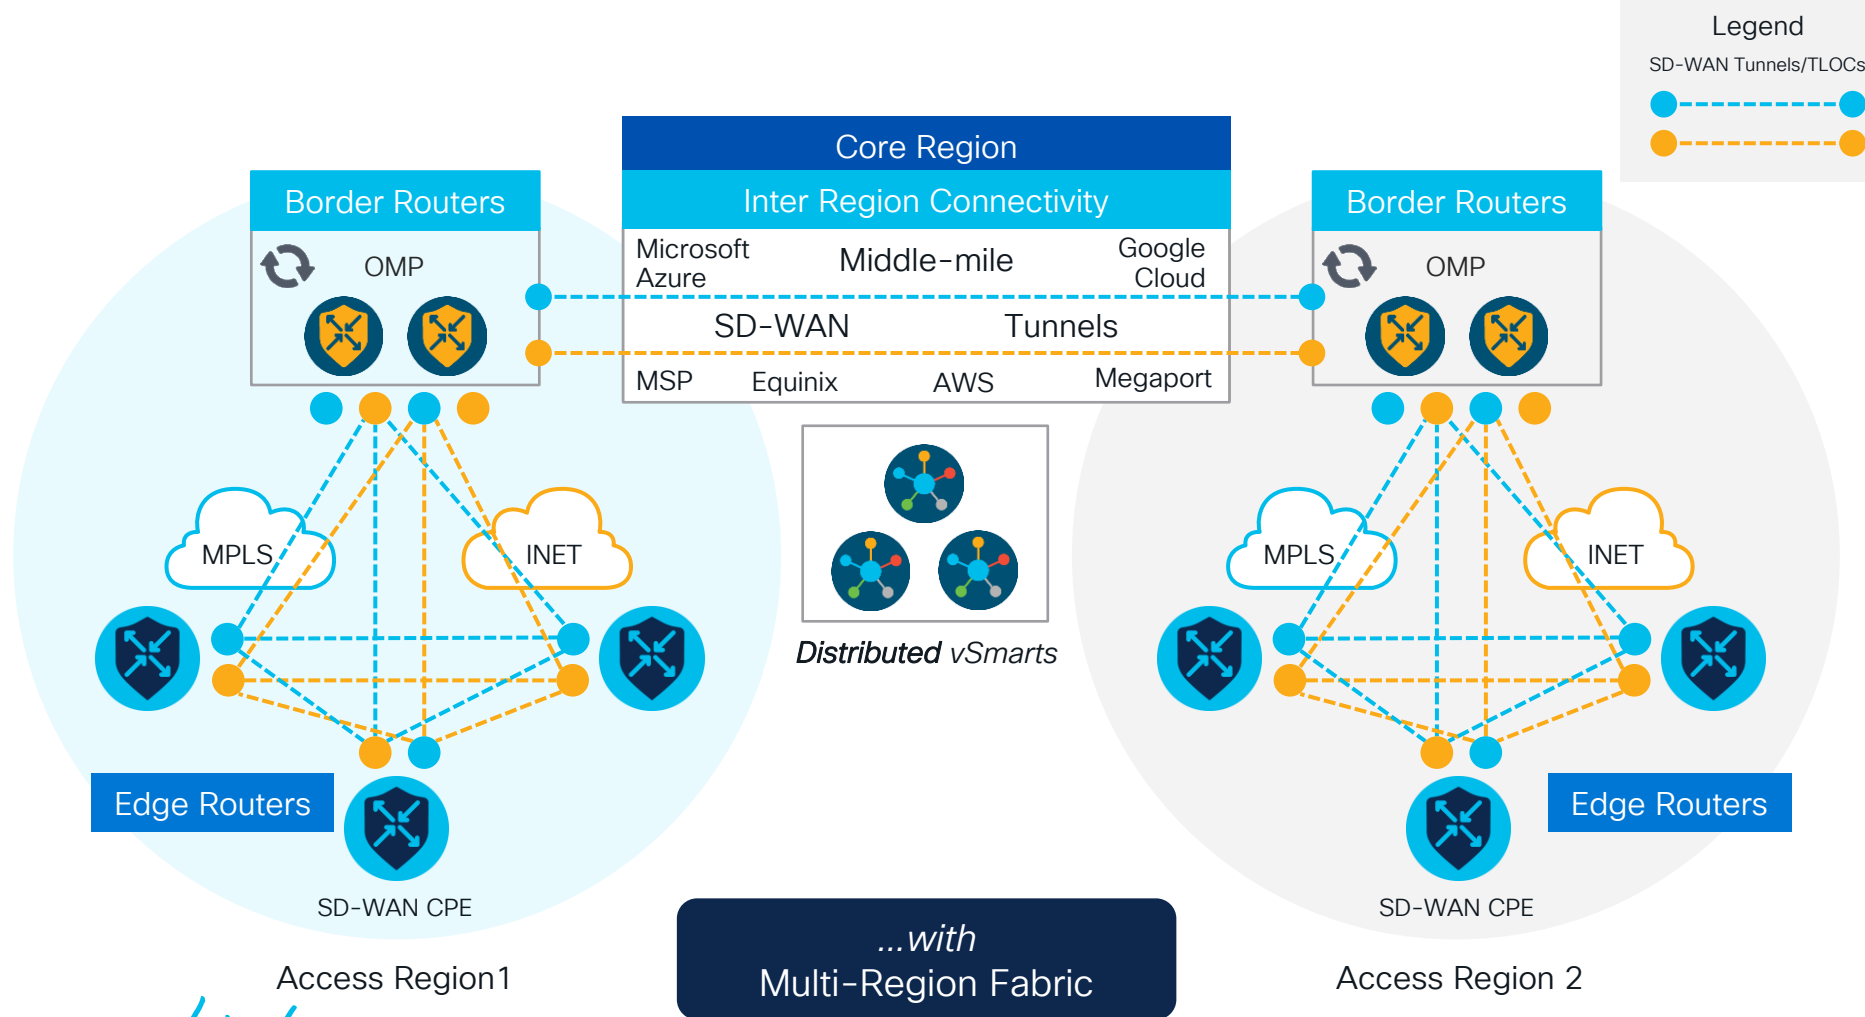 Legend
SD-WAN Tunnels/TLOCs
Core Region
Inter Region Connectivity
Border Routers
Border Routers
Microsoft
Azure
Middle-mile
Google
Cloud
OMP
OMP
SD-WAN Tunnels
MSP Equinix AWS Megaport
MPLS
INET
MPLS
INET
Distributed vSmarts
Edge Routers
Edge Routers
SD-WAN CPE
SD-WAN CPE
...with
Multi-Region Fabric
Access Region1
Access Region 2